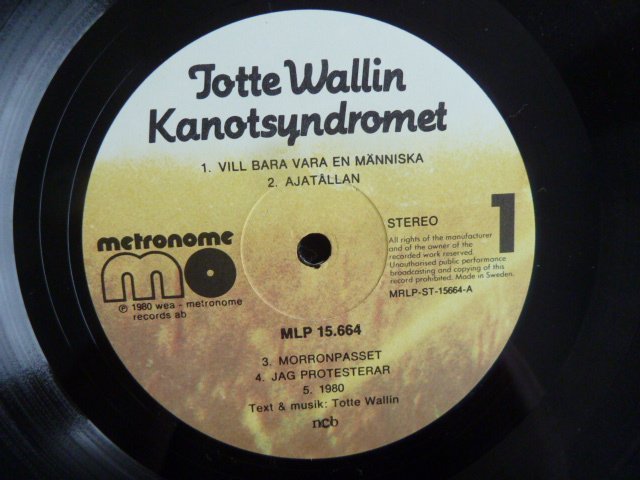 Totte Wallin
Kanotsyndromet
1. VILL BARA VARA EN MÄNNISKA
2. AJATÅLLAN
STEREO
1
All rights of the manufacturer
and of the owner of the
recorded work reserved
Unauthorised public performance
broadcasting and copying of this
record prohibited. Made in Sweden.
MRLP-ST-15664-A
metronome
mo
℗ 1980 wea - metronome
records ab
MLP 15.664
3. MORRONPASSET
4. JAG PROTESTERAR
5. 1980
Text & musik: Totte Wallin
ncb